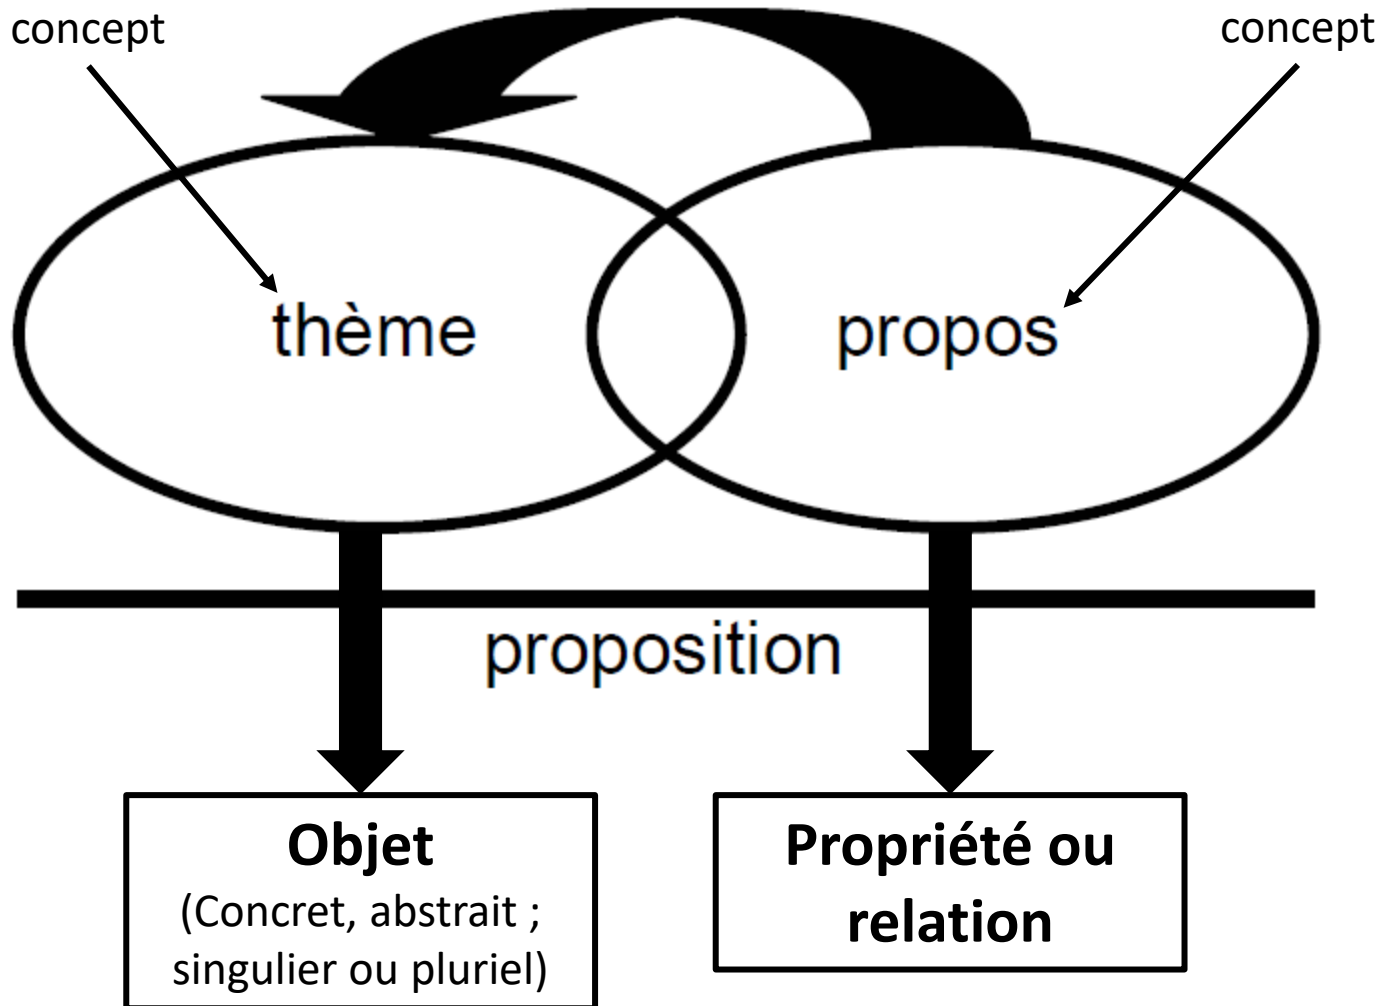 concept
concept
thème
propos
proposition
Objet
(Concret, abstrait ;
singulier ou pluriel)
Propriété ou
relation